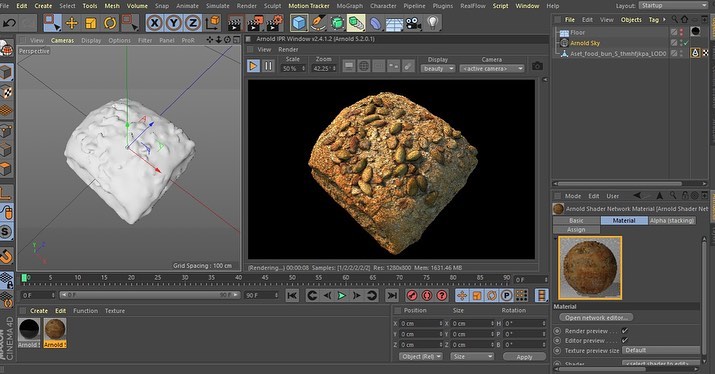 File Edit Create Select Tools Mesh Volume Snap Animate Simulate Render Sculpt Motion Tracker MoGraph Character Pipeline Plugins RealFlow Script Window Layout: Startup
View Cameras Display Options Filter Panel ProR
Perspective
Grid Spacing : 100 cm
Arnold IPR Window v2.4.1.2 (Arnold 5.2.0.1)
View Render
Scale Zoom Display Camera
50 % 42.25 beauty <active camera>
[Rendering...] 00:00:08 Samples: [1/2/2/2/2/2] Res: 1280x800 Mem: 1631.46 MB
File Edit View Objects Tag
Floor
Arnold Sky
Aset_food_bun_S_thmhfjkpa_LOD0
Mode Edit User
Arnold Shader Network Material [Arnold Shader Net
Basic Material Alpha (stacking)
Assign
Material
Open network editor...
Render preview
Editor preview
Texture preview size Default
0 5 10 15 20 25 30 35 40 45 50 55 60 65 70 75 80 85 90 0 F
0 F 0 F 90 F 90 F
Create Edit Function Texture
Arnold Arnold
Position Size Rotation
X 0 cm X 0 cm H 0 °
Y 0 cm Y 0 cm P 0 °
Z 0 cm Z 0 cm B 0 °
Object (Rel) Size Apply
CINEMA4D